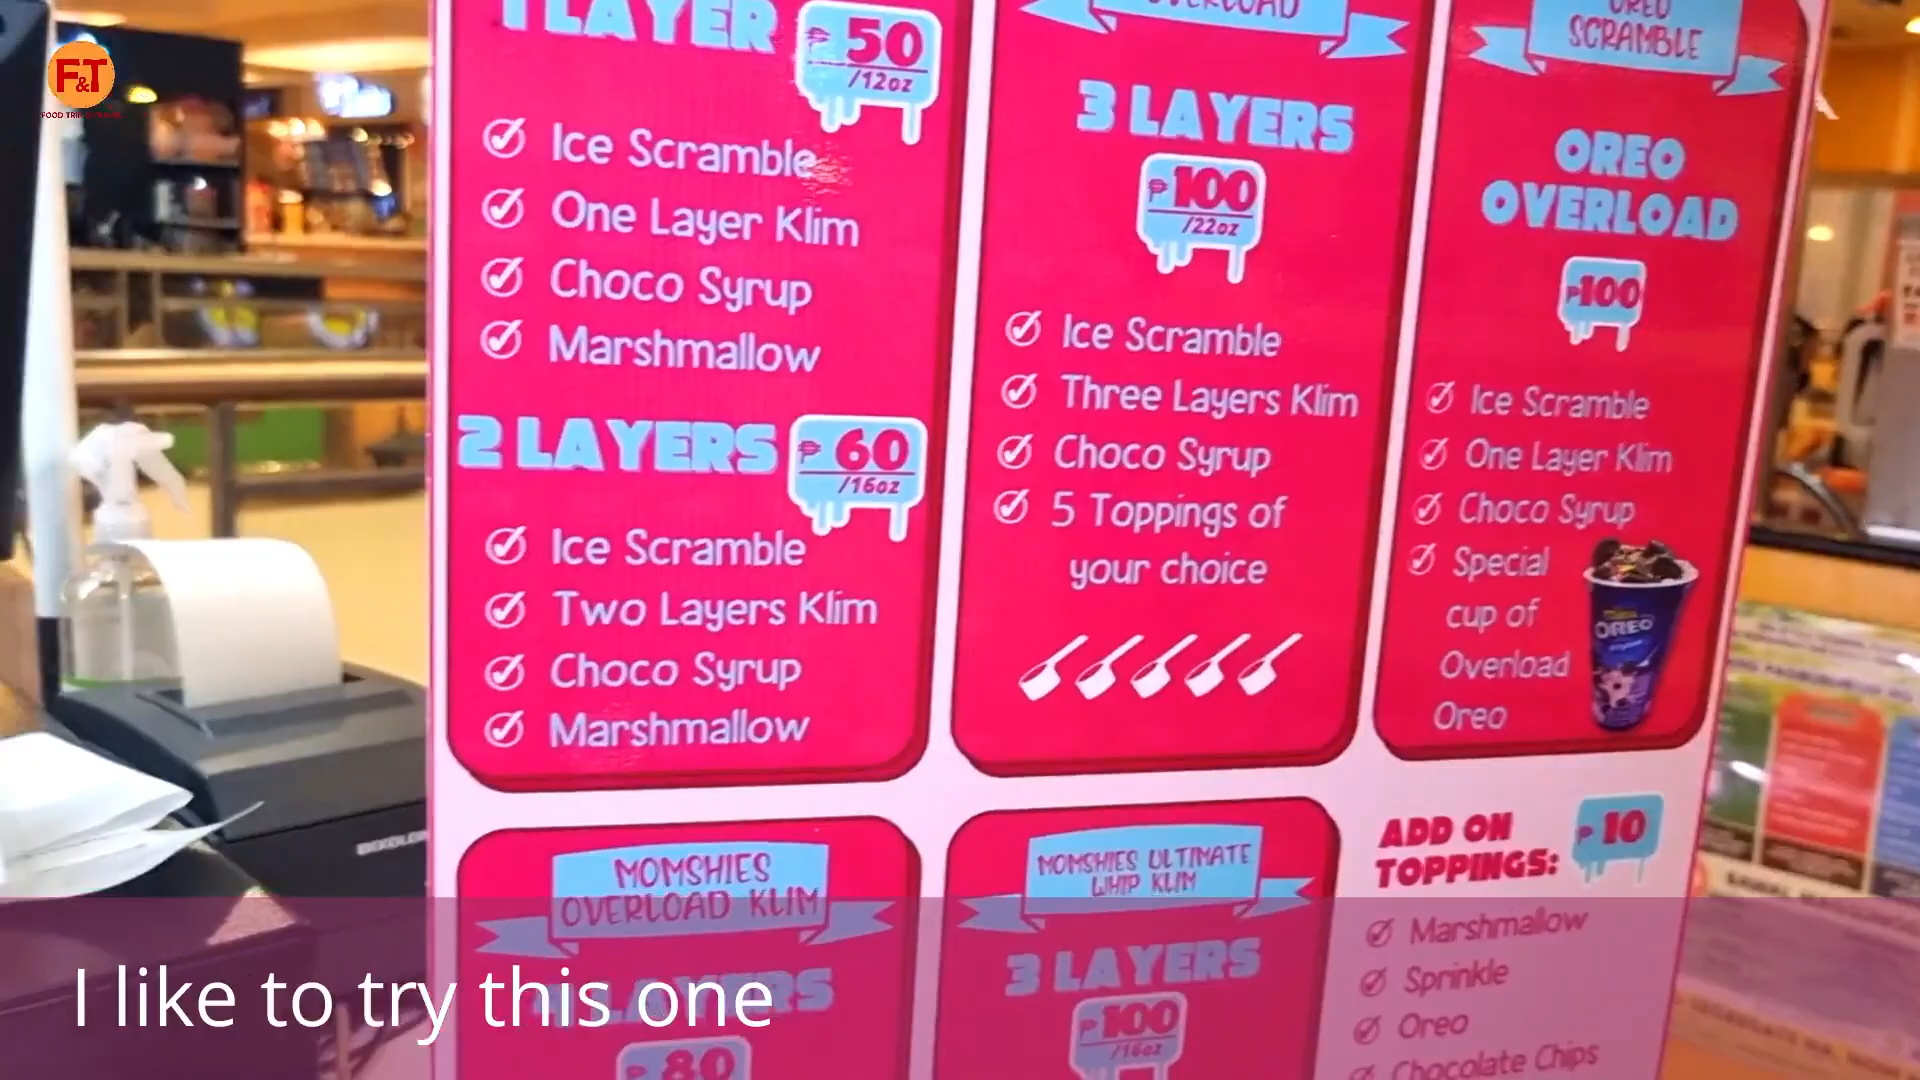 F&T
1 LAYER
₱50
/12oz
Ice Scramble
One Layer Klim
Choco Syrup
Marshmallow
2 LAYERS
₱60
/16oz
Ice Scramble
Two Layers Klim
Choco Syrup
Marshmallow
OVERLOAD
3 LAYERS
₱100
/22oz
Ice Scramble
Three Layers Klim
Choco Syrup
5 Toppings of
your choice
OREO
SCRAMBLE
OREO
OVERLOAD
₱100
Ice Scramble
One Layer Klim
Choco Syrup
Special
cup of
Overload
Oreo
OREO
MOMSHIES
OVERLOAD KLIM
LAYERS
₱80
MOMSHIES ULTIMATE
WHIP KLIM
3 LAYERS
₱100
/16oz
ADD ON
TOPPINGS:
₱10
Marshmallow
Sprinkle
Oreo
Chocolate Chips
I like to try this one